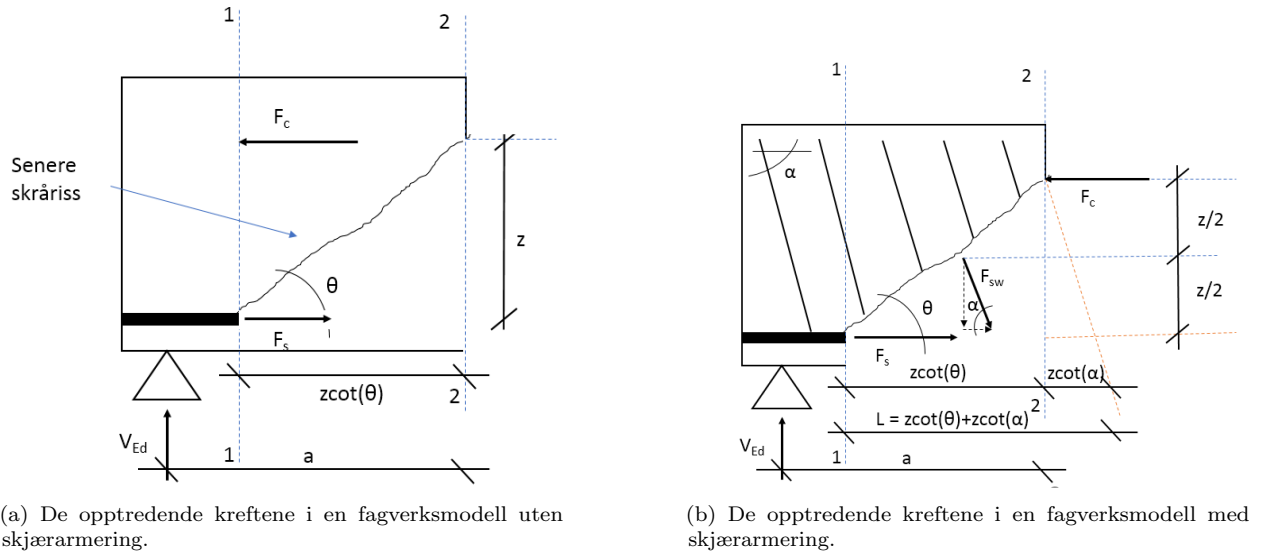 1
2
F_c
Senere
skråriss
z
θ
F_s
zcot(θ)
2
V_Ed
1
a
(a) De opptredende kreftene i en fagverksmodell uten
skjærarmering.
1
2
α
F_c
z/2
F_sw
θ
α
z/2
F_s
zcot(θ)
zcot(α)
2
L = zcot(θ)+zcot(α)
V_Ed
1
a
(b) De opptredende kreftene i en fagverksmodell med
skjærarmering.